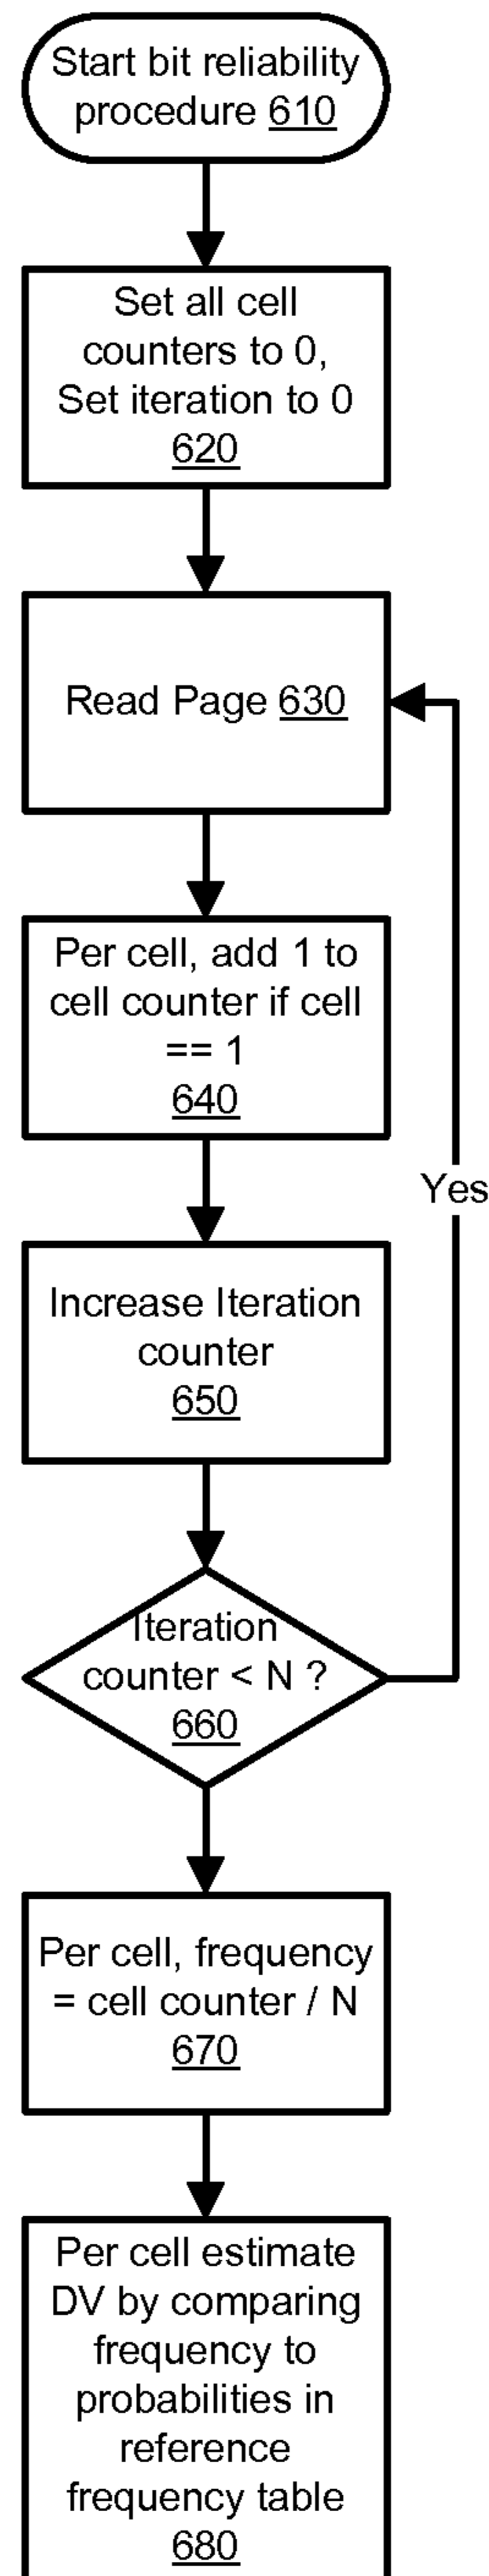 Start bit reliability
procedure 610
Set all cell
counters to 0,
Set iteration to 0
620
Read Page 630
Per cell, add 1 to
cell counter if cell
== 1
640
Yes
Increase Iteration
counter
650
Iteration
counter < N ?
660
Per cell, frequency
= cell counter / N
670
Per cell estimate
DV by comparing
frequency to
probabilities in
reference
frequency table
680